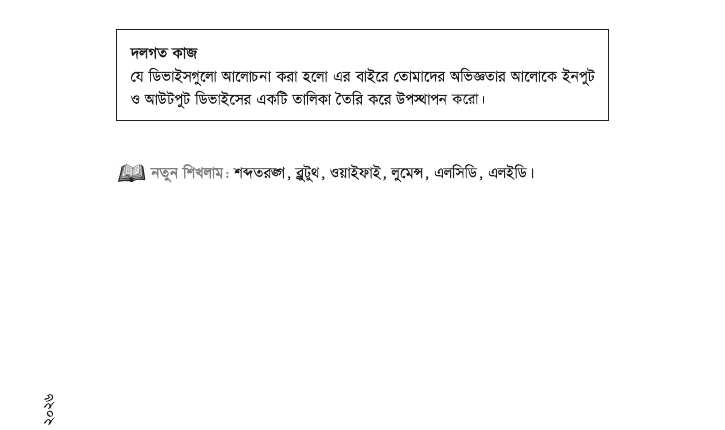 দলগত কাজ
যে ডিভাইসগুলো আলোচনা করা হলো এর বাইরে তোমাদের অভিজ্ঞতার আলোকে ইনপুট
ও আউটপুট ডিভাইসের একটি তালিকা তৈরি করে উপস্থাপন করো।
নতুন শিখলাম: শব্দতরঙ্গ, ব্লুটুথ, ওয়াইফাই, লুমেন্স, এলসিডি, এলইডি।
২০২৬